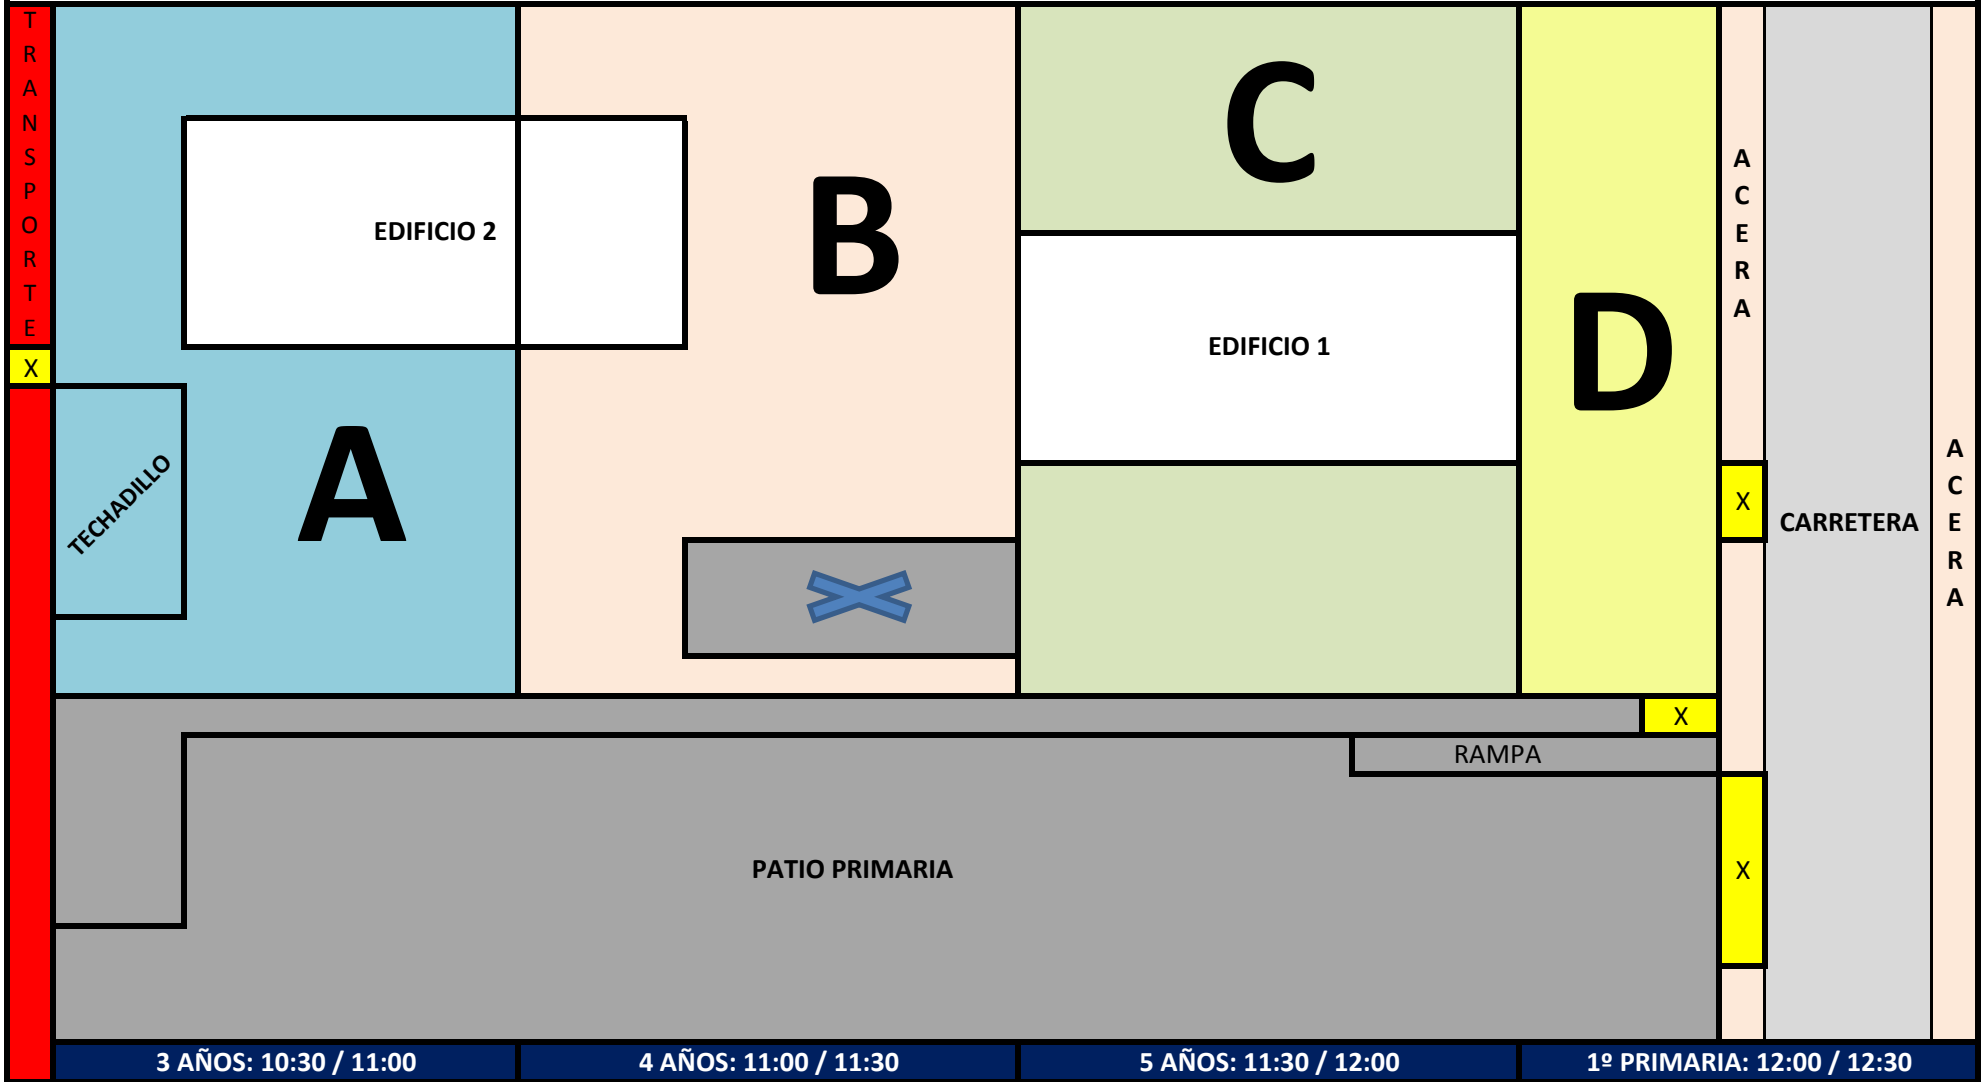 TRANSPORTE
X
TECHADILLO
EDIFICIO 2
A
B
C
EDIFICIO 1
D
ACERA
X
CARRETERA
ACERA
X
RAMPA
X
PATIO PRIMARIA
3 AÑOS: 10:30 / 11:00
4 AÑOS: 11:00 / 11:30
5 AÑOS: 11:30 / 12:00
1º PRIMARIA: 12:00 / 12:30